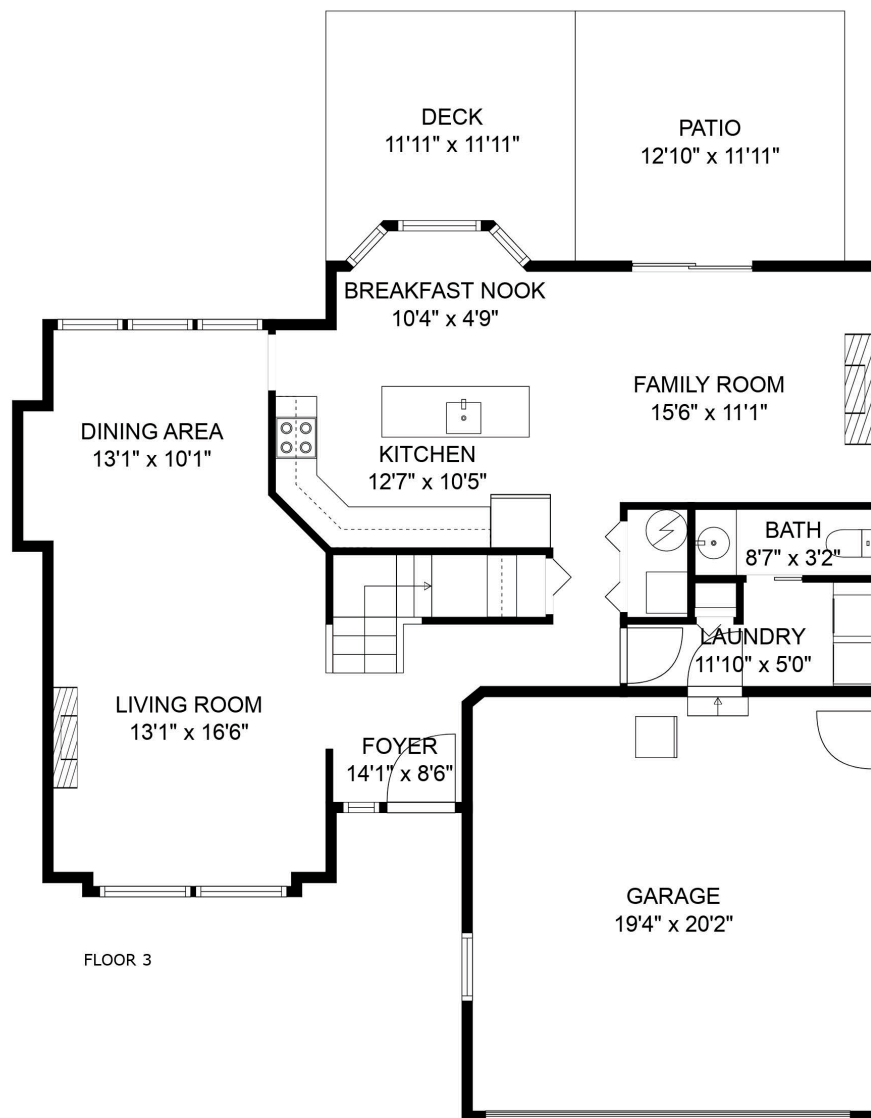 DECK
11'11" x 11'11"
PATIO
12'10" x 11'11"
BREAKFAST NOOK
10'4" x 4'9"
FAMILY ROOM
15'6" x 11'1"
DINING AREA
13'1" x 10'1"
KITCHEN
12'7" x 10'5"
BATH
8'7" x 3'2"
LAUNDRY
11'10" x 5'0"
LIVING ROOM
13'1" x 16'6"
FOYER
14'1" x 8'6"
GARAGE
19'4" x 20'2"
FLOOR 3